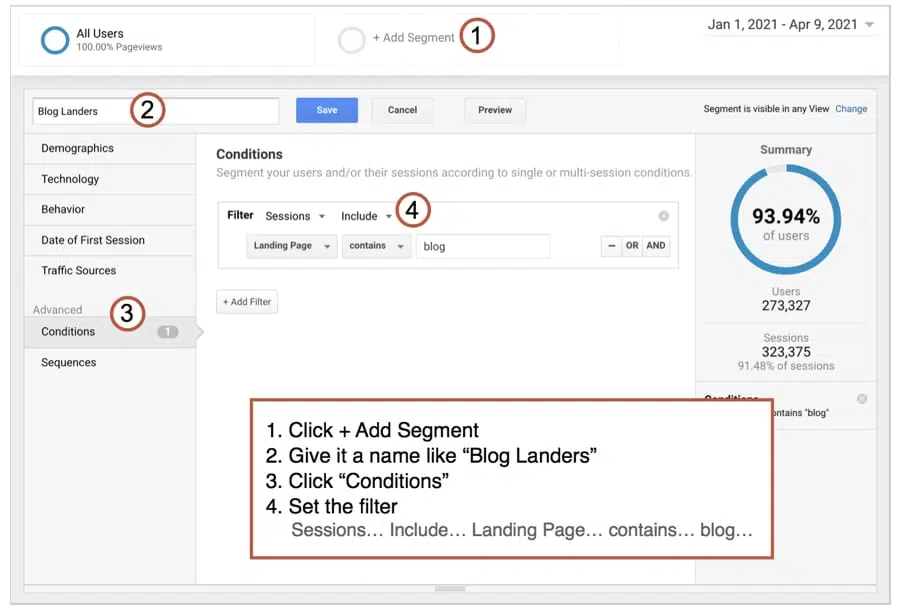 All Users
100.00% Pageviews
+ Add Segment
1
Jan 1, 2021 - Apr 9, 2021
Blog Landers
2
Save
Cancel
Preview
Segment is visible in any View Change
Demographics
Technology
Behavior
Date of First Session
Traffic Sources
Advanced
3
Conditions
1
Sequences
Conditions
Segment your users and/or their sessions according to single or multi-session conditions.
Filter Sessions Include
4
Landing Page contains blog
– OR AND
+ Add Filter
Summary
93.94%
of users
Users
273,327
Sessions
323,375
91.48% of sessions
Conditions
ontains "blog"
1. Click + Add Segment
2. Give it a name like “Blog Landers”
3. Click “Conditions”
4. Set the filter
Sessions… Include… Landing Page… contains… blog…